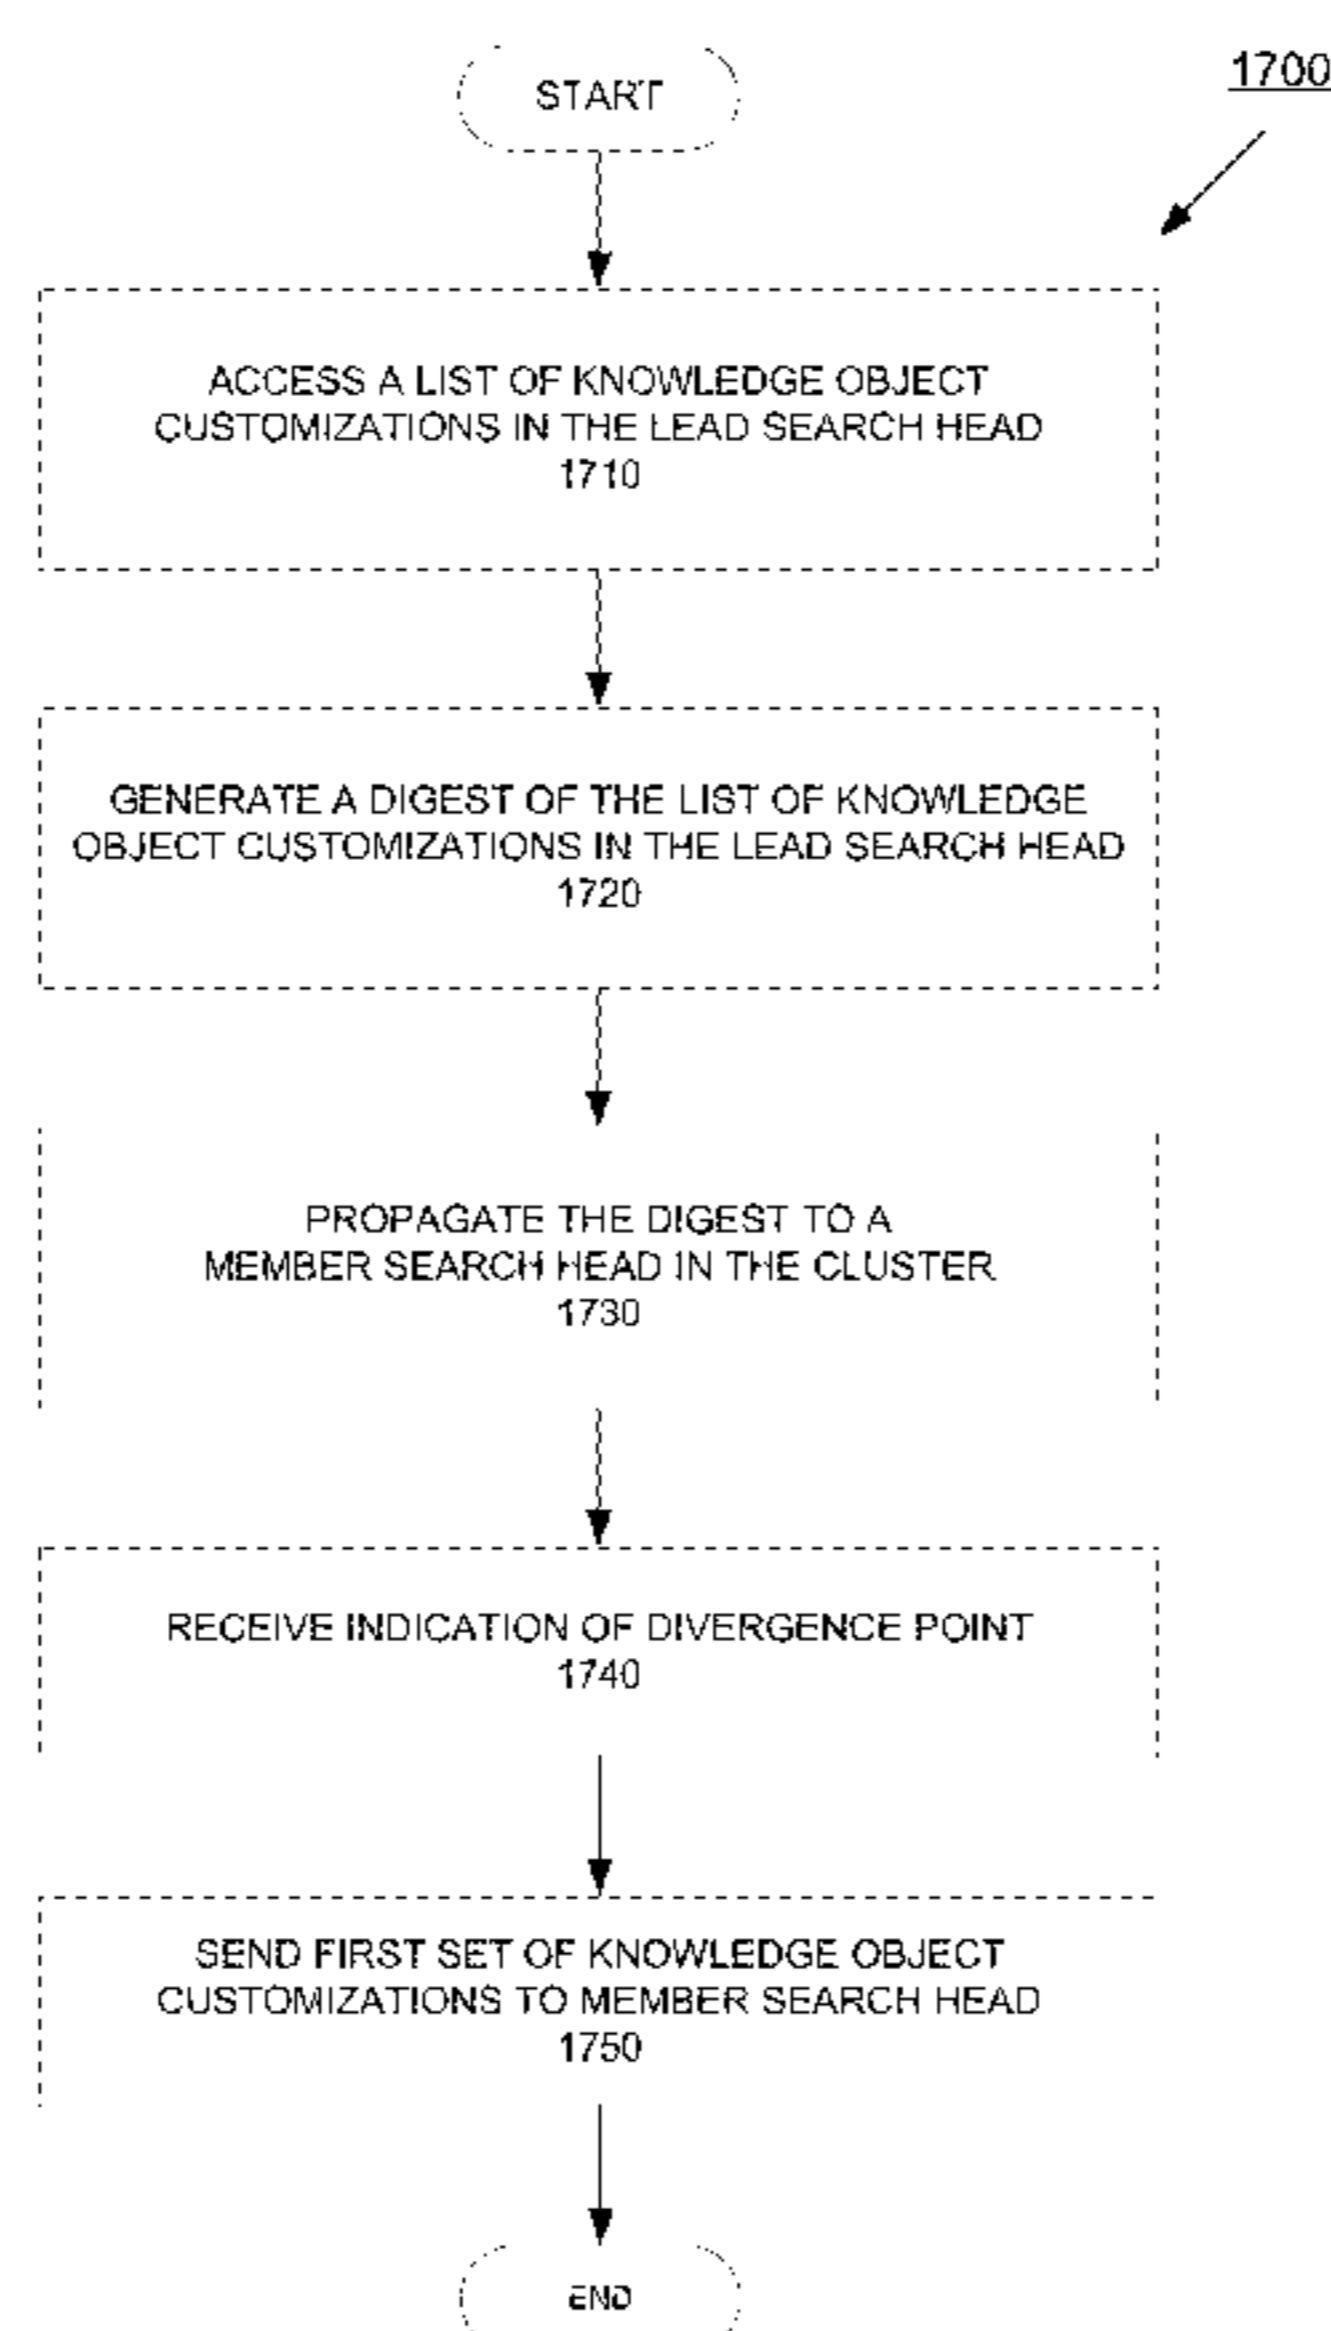 START
1700
ACCESS A LIST OF KNOWLEDGE OBJECT
CUSTOMIZATIONS IN THE LEAD SEARCH HEAD
1710
GENERATE A DIGEST OF THE LIST OF KNOWLEDGE
OBJECT CUSTOMIZATIONS IN THE LEAD SEARCH HEAD
1720
PROPAGATE THE DIGEST TO A
MEMBER SEARCH HEAD IN THE CLUSTER
1730
RECEIVE INDICATION OF DIVERGENCE POINT
1740
SEND FIRST SET OF KNOWLEDGE OBJECT
CUSTOMIZATIONS TO MEMBER SEARCH HEAD
1750
END